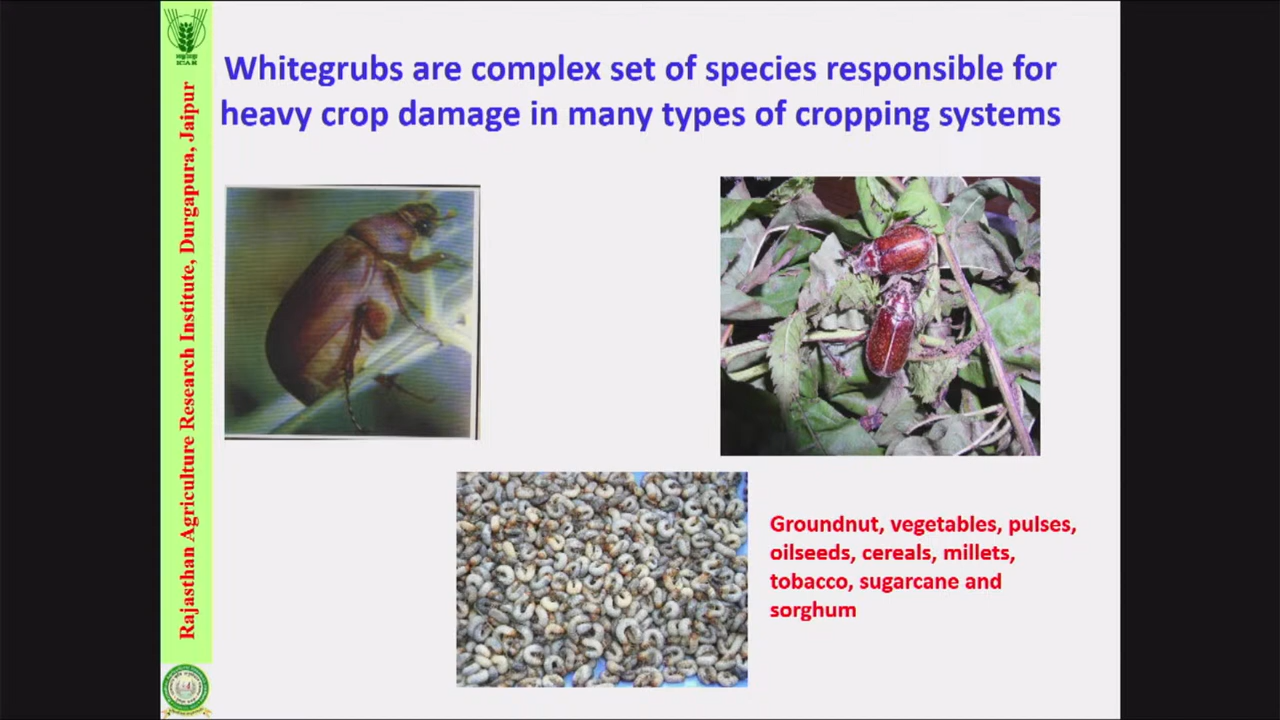 Whitegrubs are complex set of species responsible for
heavy crop damage in many types of cropping systems
Rajasthan Agriculture Research Institute, Durgapura, Jaipur
Groundnut, vegetables, pulses,
oilseeds, cereals, millets,
tobacco, sugarcane and
sorghum
ICAR